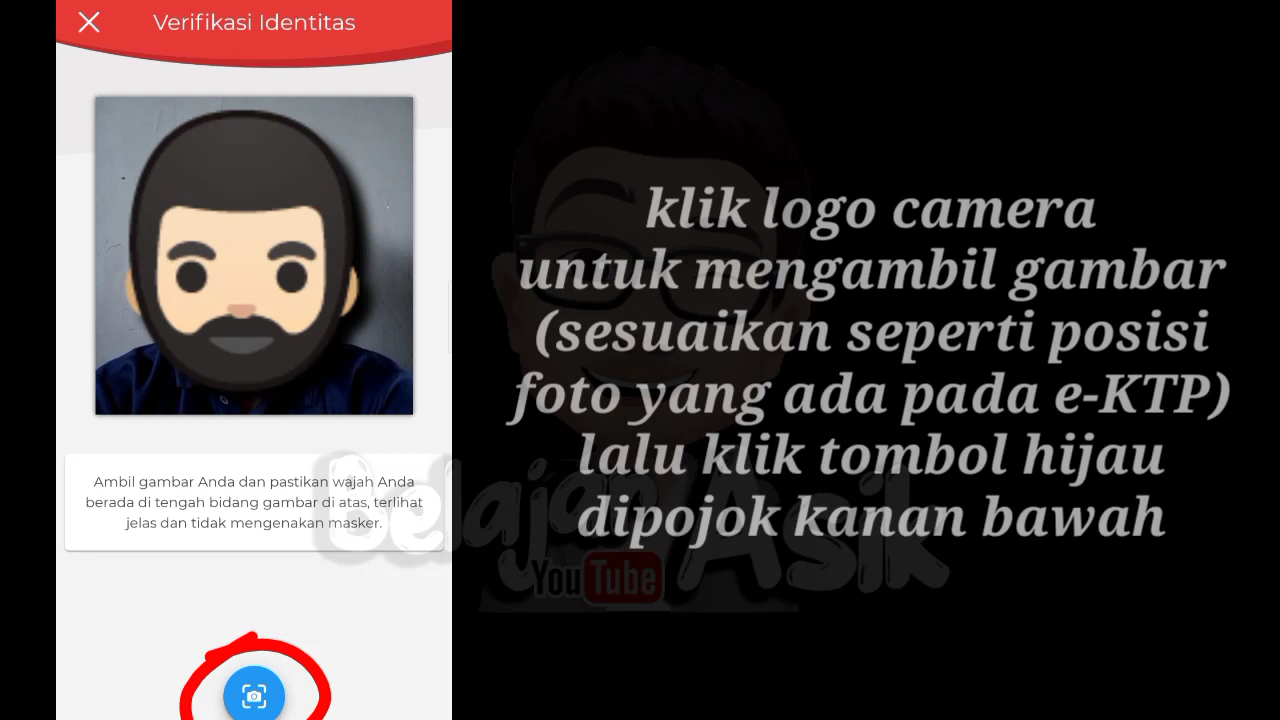 Verifikasi Identitas
Ambil gambar Anda dan pastikan wajah Anda
berada di tengah bidang gambar di atas, terlihat
jelas dan tidak mengenakan masker.
klik logo camera
untuk mengambil gambar
(sesuaikan seperti posisi
foto yang ada pada e-KTP)
lalu klik tombol hijau
dipojok kanan bawah
Belajar Asik
YouTube